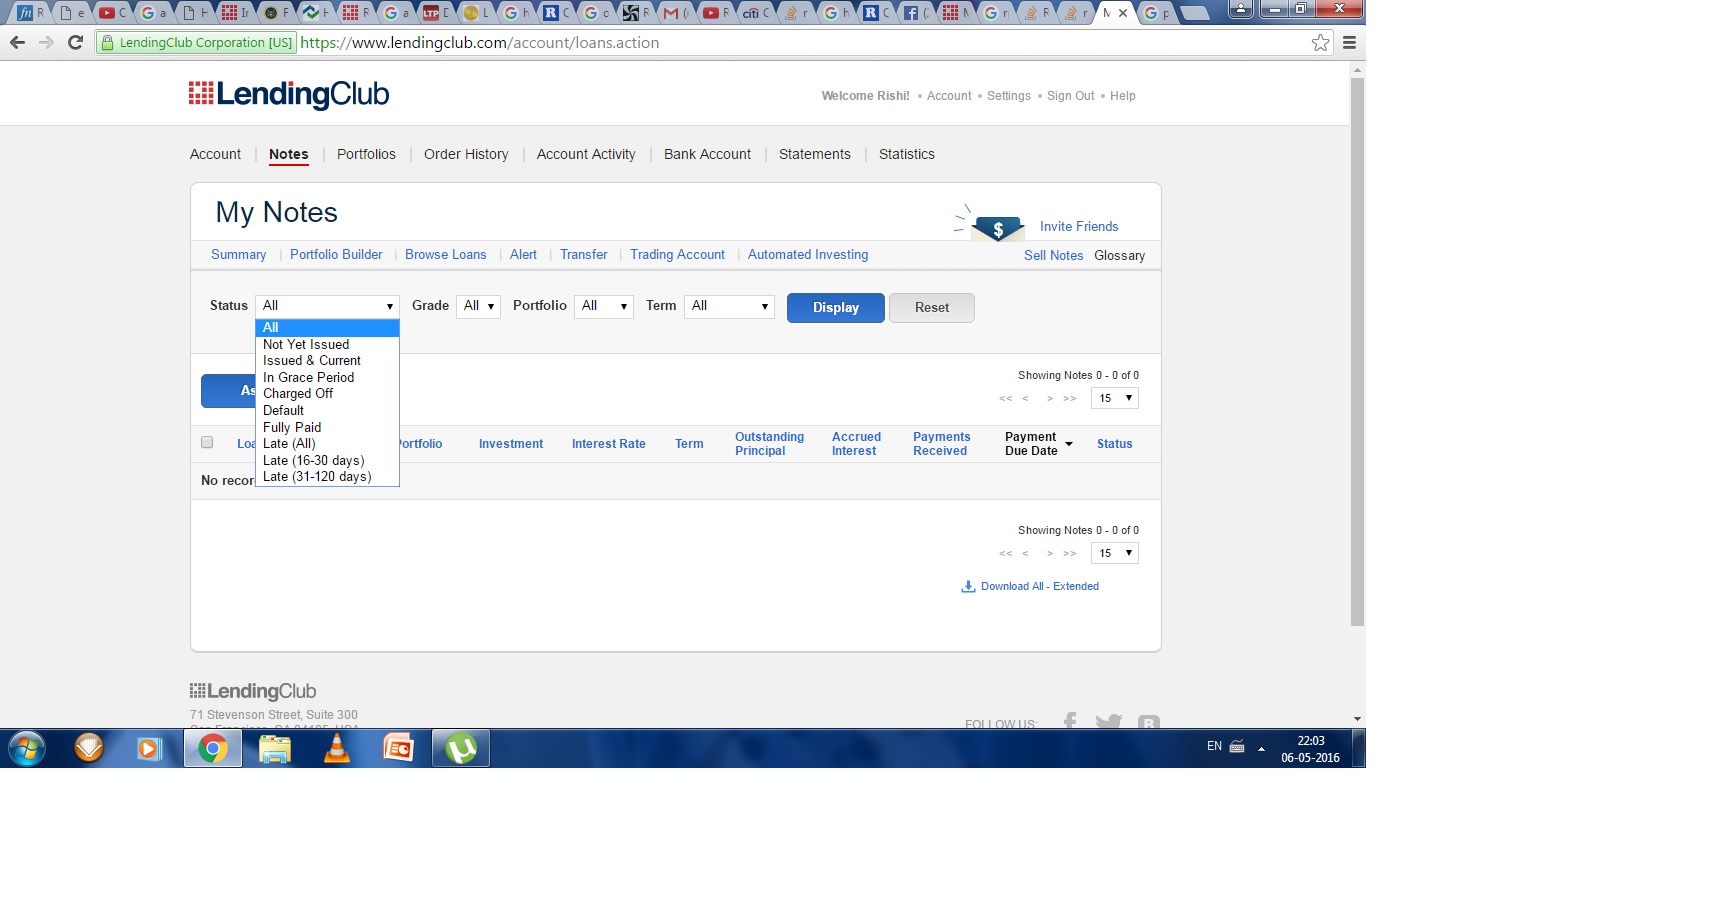 LendingClub Corporation [US] https://www.lendingclub.com/account/loans.action
LendingClub
Welcome Rishi! • Account • Settings • Sign Out • Help
Account Notes Portfolios Order History Account Activity Bank Account Statements Statistics
My Notes
$ Invite Friends
Summary Portfolio Builder Browse Loans Alert Transfer Trading Account Automated Investing Sell Notes Glossary
Status All Grade All Portfolio All Term All Display Reset
All
Not Yet Issued
Issued & Current
In Grace Period
Charged Off
Default
Fully Paid
Late (All)
Late (16-30 days)
Late (31-120 days)
Showing Notes 0 - 0 of 0
<< < > >> 15
Portfolio Investment Interest Rate Term Outstanding Principal Accrued Interest Payments Received Payment Due Date Status
No
Showing Notes 0 - 0 of 0
<< < > >> 15
Download All - Extended
LendingClub
71 Stevenson Street, Suite 300
FOLLOW US:
EN
22:03
06-05-2016